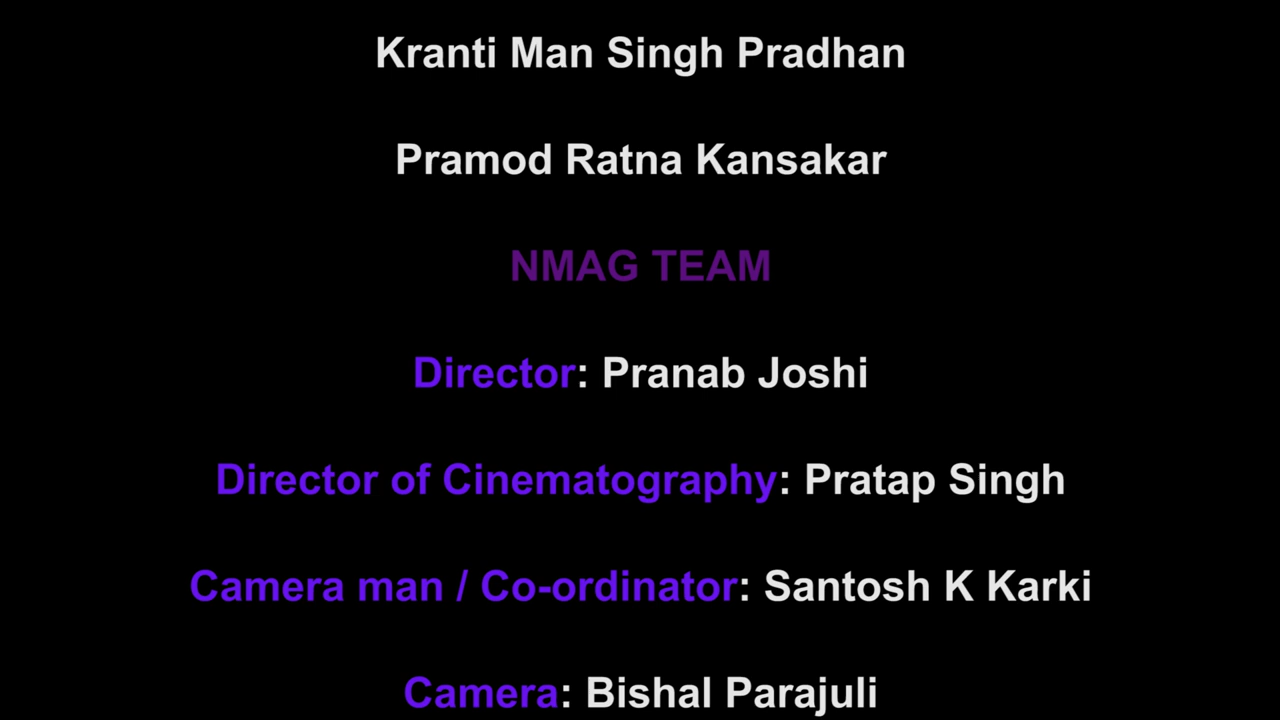 Kranti Man Singh Pradhan
Pramod Ratna Kansakar
NMAG TEAM
Director: Pranab Joshi
Director of Cinematography: Pratap Singh
Camera man / Co-ordinator: Santosh K Karki
Camera: Bishal Parajuli